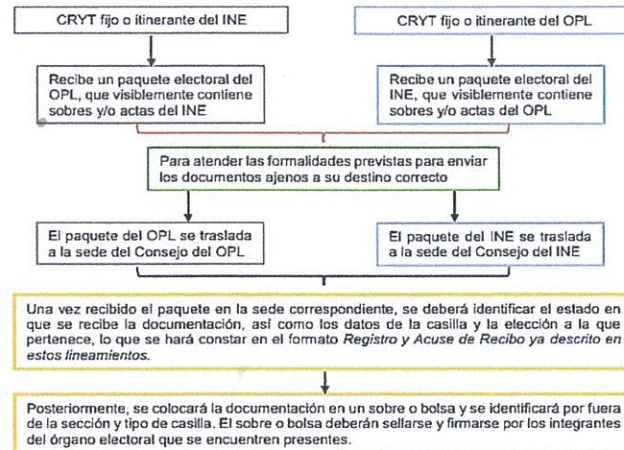 CRYT fijo o itinerante del INE
CRYT fijo o itinerante del OPL
Recibe un paquete electoral del
OPL, que visiblemente contiene
sobres y/o actas del INE
Recibe un paquete electoral del
INE, que visiblemente contiene
sobres y/o actas del OPL
Para atender las formalidades previstas para enviar
los documentos ajenos a su destino correcto
El paquete del OPL se traslada
a la sede del Consejo del OPL
El paquete del INE se traslada
a la sede del Consejo del INE
Una vez recibido el paquete en la sede correspondiente, se deberá identificar el estado en
que se recibe la documentación, así como los datos de la casilla y la elección a la que
pertenece, lo que se hará constar en el formato Registro y Acuse de Recibo ya descrito en
estos lineamientos.
Posteriormente, se colocará la documentación en un sobre o bolsa y se identificará por fuera
de la sección y tipo de casilla. El sobre o bolsa deberán sellarse y firmarse por los integrantes
del órgano electoral que se encuentren presentes.